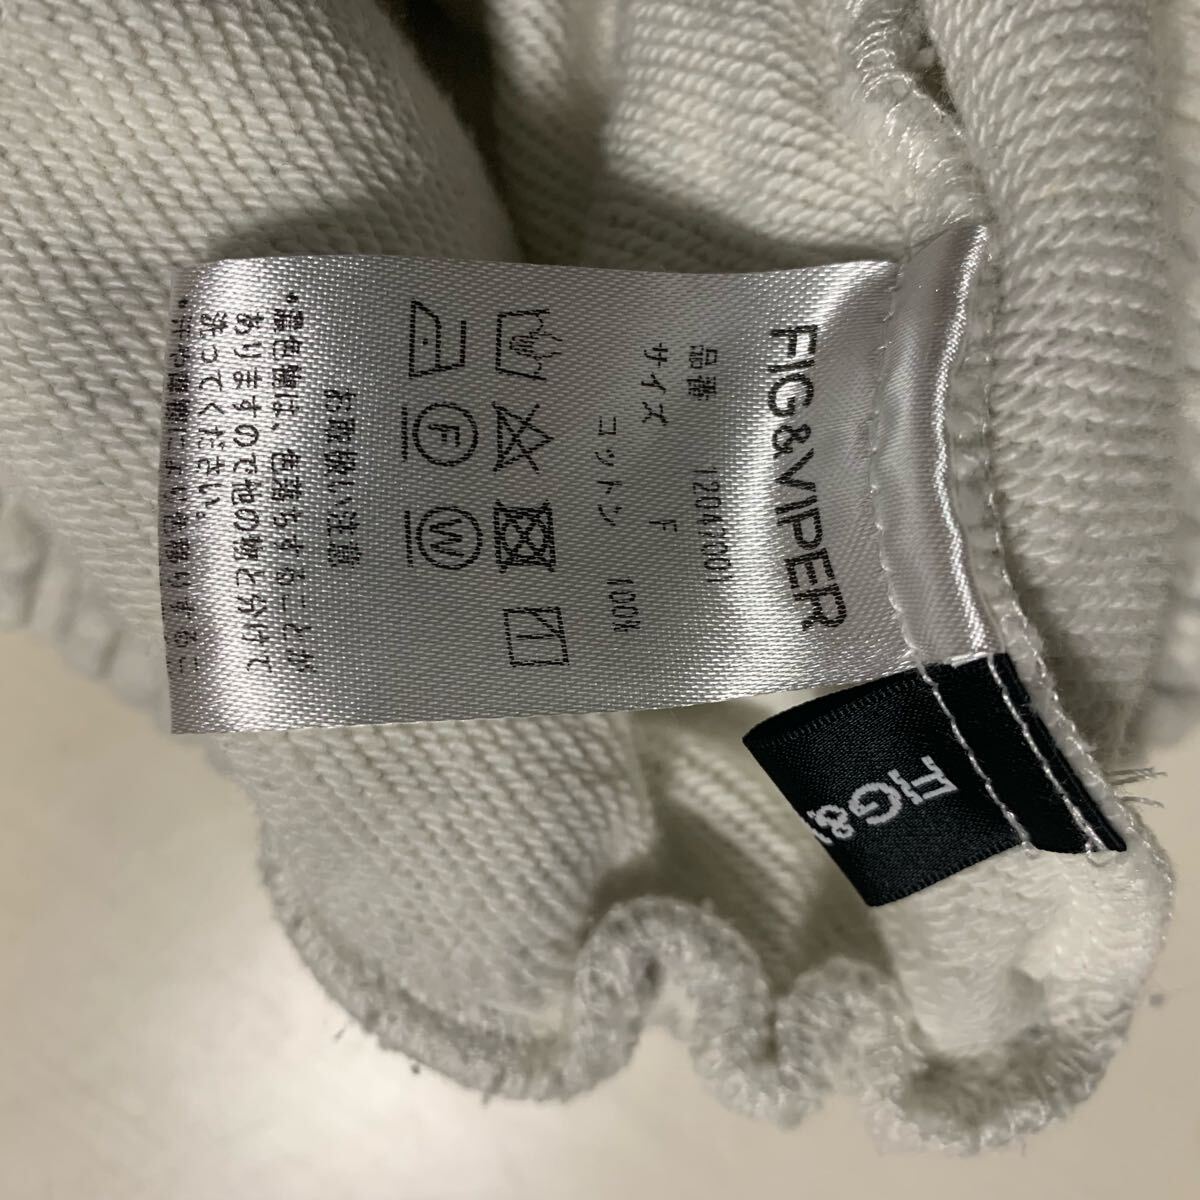 FIG&VIPER
品番 12047001
サイズ F
コットン 100%
F
W
お取扱い注意
・濃色物は、色落ちすることが
ありますので他の物と分けて
洗ってください。
FIG&